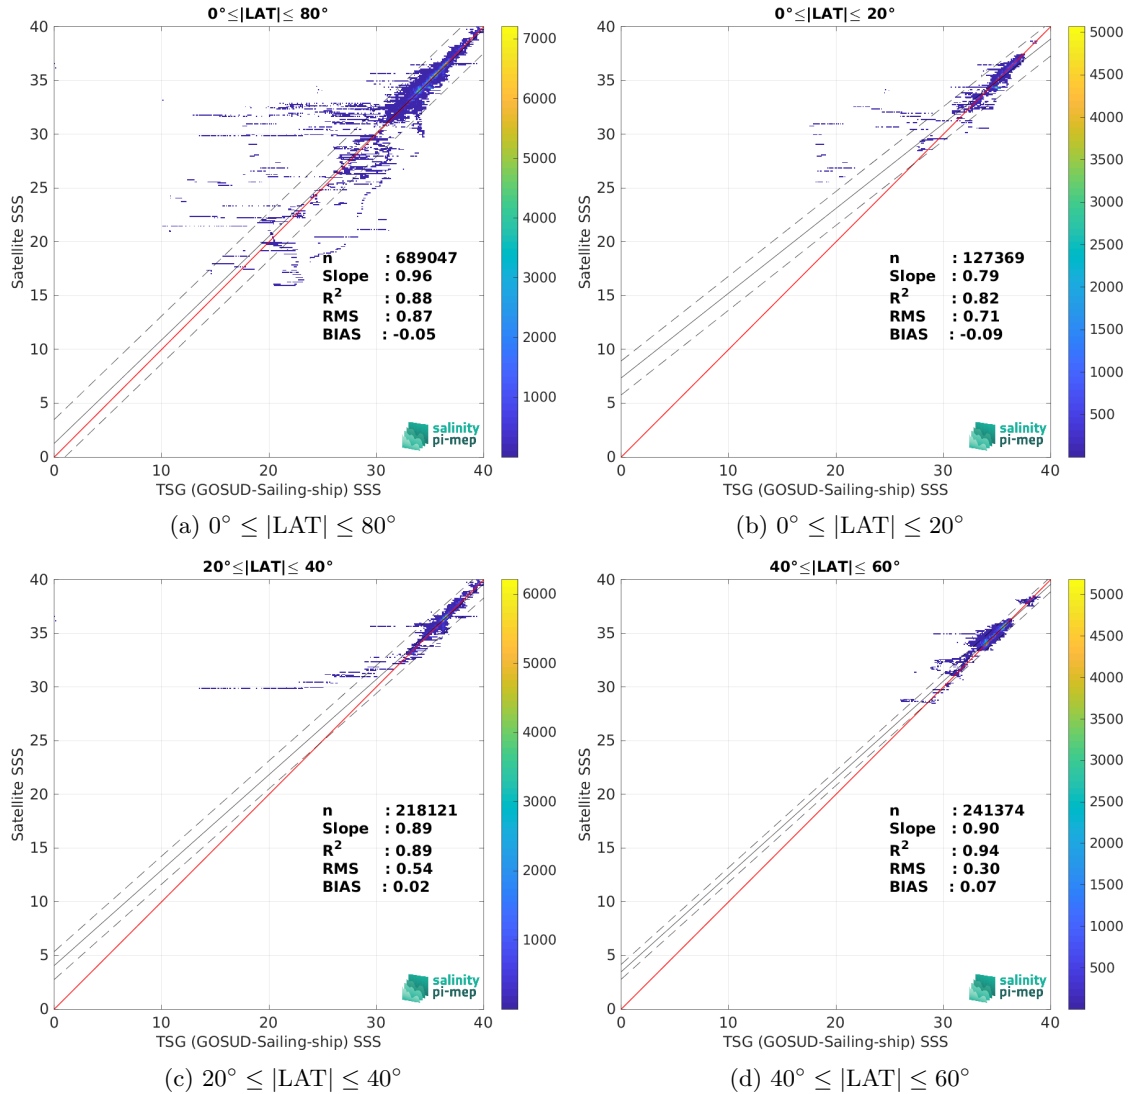 0°≤|LAT|≤ 80°
40
35
30
25
20
15
10
5
0
Satellite SSS
n : 689047
Slope : 0.96
R² : 0.88
RMS : 0.87
BIAS : -0.05
salinity
pi-mep
0 10 20 30 40
TSG (GOSUD-Sailing-ship) SSS
7000
6000
5000
4000
3000
2000
1000
(a) 0° ≤ |LAT| ≤ 80°
0°≤|LAT|≤ 20°
40
35
30
25
20
15
10
5
0
Satellite SSS
n : 127369
Slope : 0.79
R² : 0.82
RMS : 0.71
BIAS : -0.09
salinity
pi-mep
0 10 20 30 40
TSG (GOSUD-Sailing-ship) SSS
5000
4500
4000
3500
3000
2500
2000
1500
1000
500
(b) 0° ≤ |LAT| ≤ 20°
20°≤|LAT|≤ 40°
40
35
30
25
20
15
10
5
0
Satellite SSS
n : 218121
Slope : 0.89
R² : 0.89
RMS : 0.54
BIAS : 0.02
salinity
pi-mep
0 10 20 30 40
TSG (GOSUD-Sailing-ship) SSS
6000
5000
4000
3000
2000
1000
(c) 20° ≤ |LAT| ≤ 40°
40°≤|LAT|≤ 60°
40
35
30
25
20
15
10
5
0
Satellite SSS
n : 241374
Slope : 0.90
R² : 0.94
RMS : 0.30
BIAS : 0.07
salinity
pi-mep
0 10 20 30 40
TSG (GOSUD-Sailing-ship) SSS
5000
4500
4000
3500
3000
2500
2000
1500
1000
500
(d) 40° ≤ |LAT| ≤ 60°